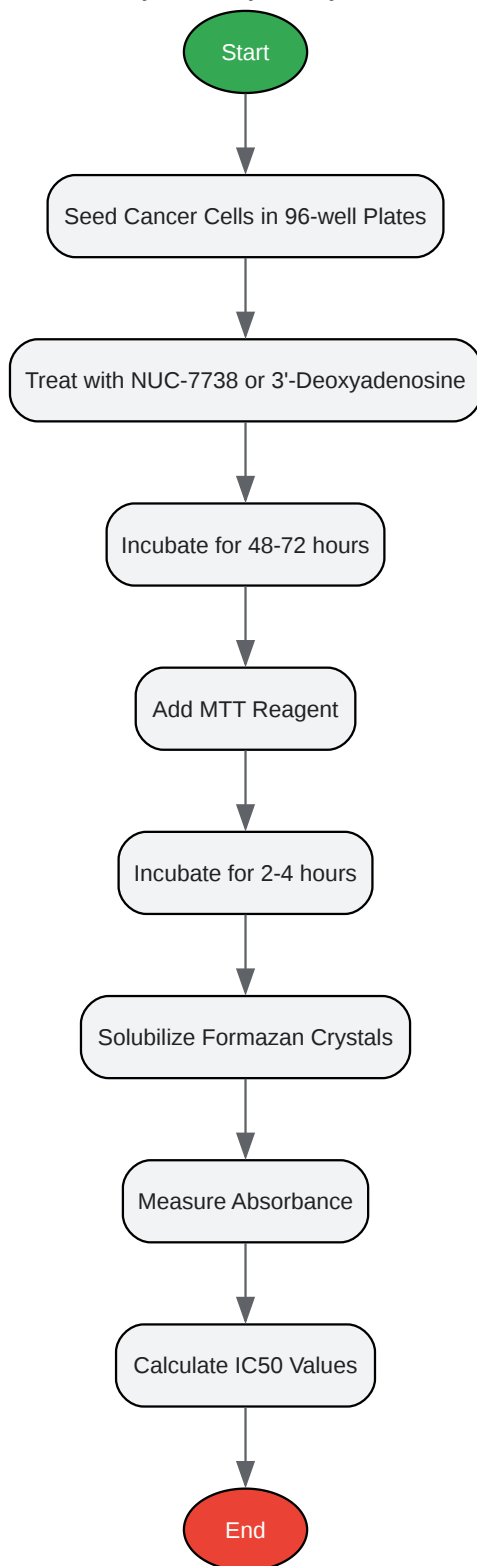 Start
Seed Cancer Cells in 96-well Plates
Treat with NUC-7738 or 3'-Deoxyadenosine
Incubate for 48-72 hours
Add MTT Reagent
Incubate for 2-4 hours
Solubilize Formazan Crystals
Measure Absorbance
Calculate IC50 Values
End